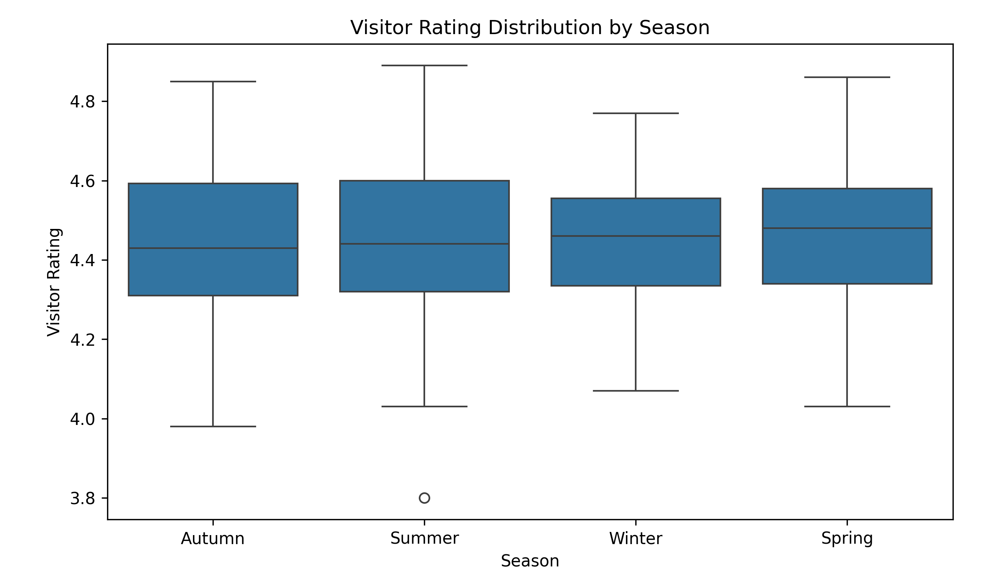 Visitor Rating Distribution by Season
Visitor Rating
4.8
4.6
4.4
4.2
4.0
3.8
Autumn Summer Winter Spring
Season